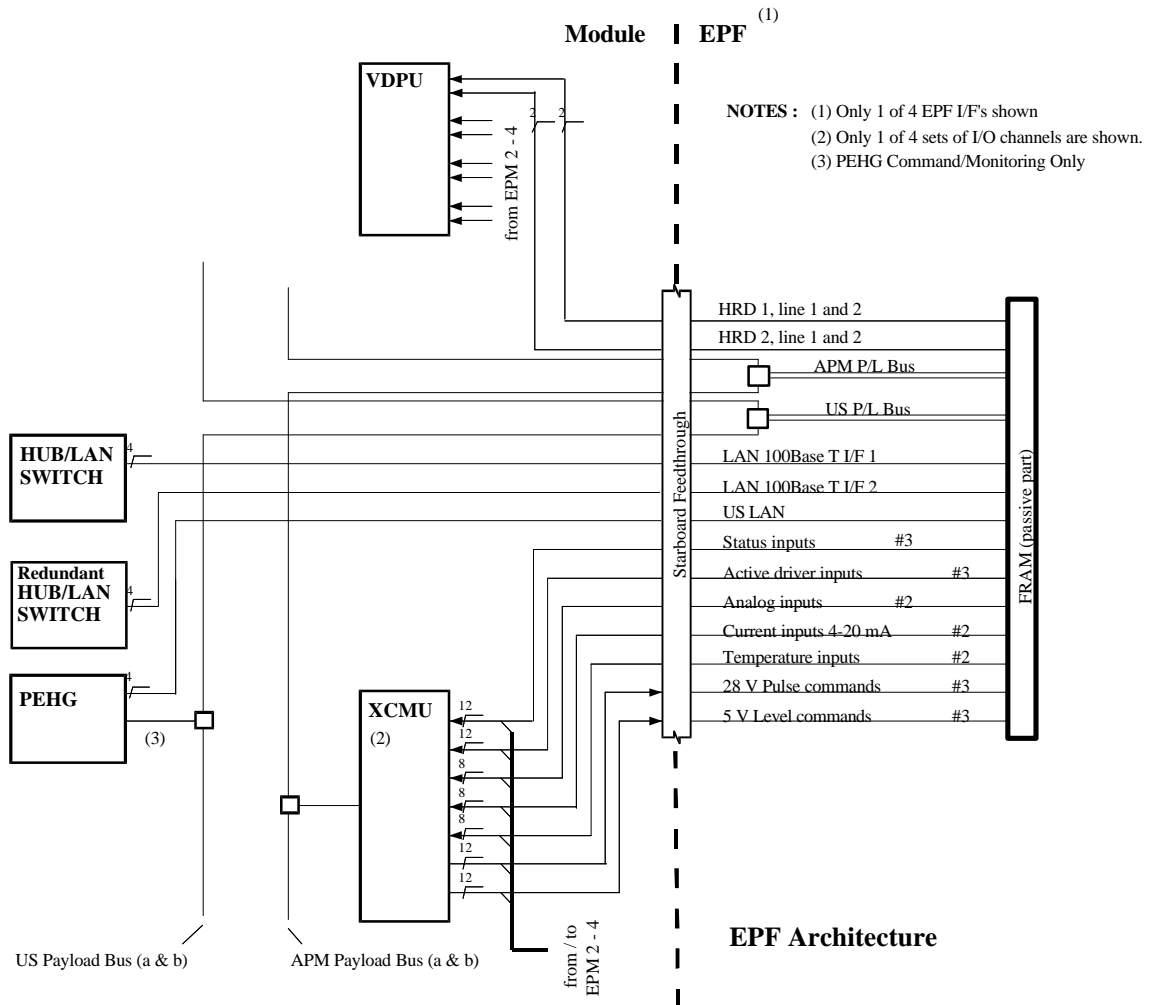 Module
EPF (1)
VDPU
NOTES : (1) Only 1 of 4 EPF I/F's shown
(2) Only 1 of 4 sets of I/O channels are shown.
(3) PEHG Command/Monitoring Only
2
2
from EPM 2 - 4
HRD 1, line 1 and 2
HRD 2, line 1 and 2
APM P/L Bus
US P/L Bus
HUB/LAN
SWITCH
4
LAN 100Base T I/F 1
LAN 100Base T I/F 2
US LAN
Starboard Feedthrough
FRAM (passive part)
Status inputs #3
Redundant
HUB/LAN
SWITCH
4
Active driver inputs #3
Analog inputs #2
Current inputs 4-20 mA #2
Temperature inputs #2
28 V Pulse commands #3
5 V Level commands #3
PEHG
4
(3)
XCMU
(2)
12
12
8
8
8
12
12
from / to
EPM 2 - 4
EPF Architecture
US Payload Bus (a & b)
APM Payload Bus (a & b)